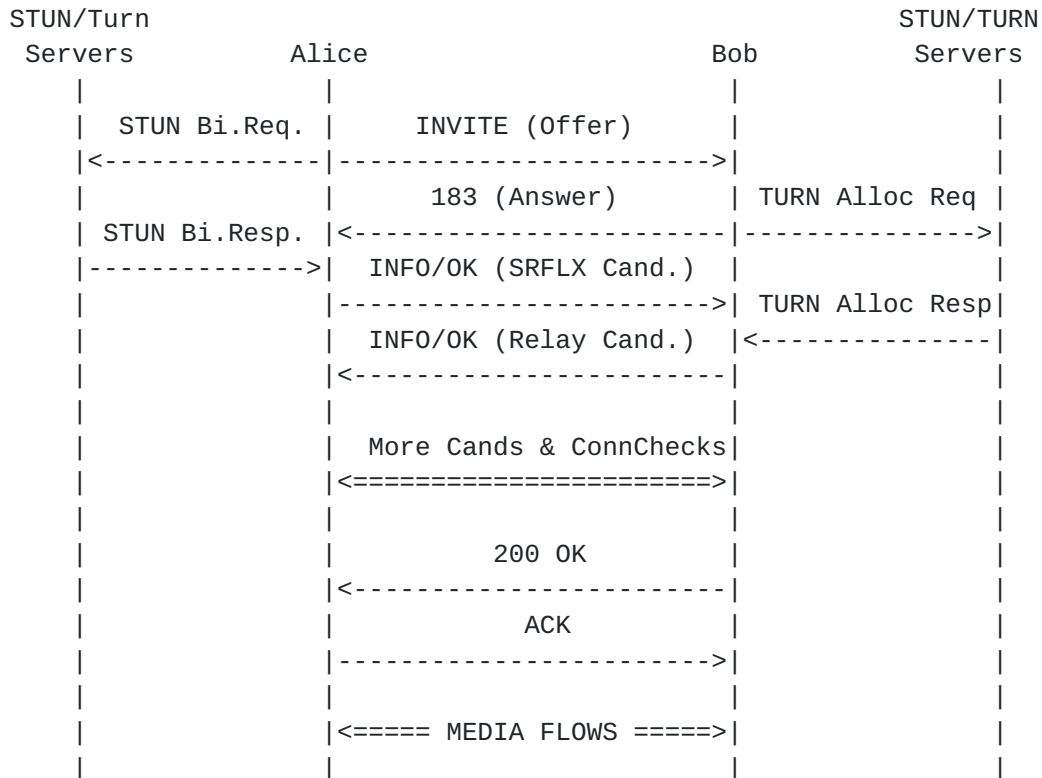 STUN/Turn                                                STUN/TURN
 Servers          Alice                      Bob          Servers
    |               |                         |                |
    |  STUN Bi.Req. |     INVITE (Offer)      |                |
    |<--------------|------------------------>|                |
    |               |      183 (Answer)       | TURN Alloc Req |
    | STUN Bi.Resp. |<------------------------|--------------->|
    |-------------->|  INFO/OK (SRFLX Cand.)  |                |
    |               |------------------------>| TURN Alloc Resp|
    |               |  INFO/OK (Relay Cand.)  |<---------------|
    |               |<------------------------|                |
    |               |                         |                |
    |               |  More Cands & ConnChecks|                |
    |               |<=======================>|                |
    |               |                         |                |
    |               |          200 OK         |                |
    |               |<------------------------|                |
    |               |            ACK          |                |
    |               |------------------------>|                |
    |               |                         |                |
    |               |<===== MEDIA FLOWS =====>|                |
    |               |                         |                |